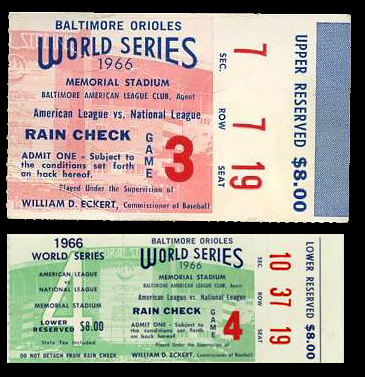 BALTIMORE ORIOLES
WORLD SERIES
1966
MEMORIAL STADIUM
BALTIMORE AMERICAN LEAGUE CLUB, Agent
American League vs. National League
RAIN CHECK
ADMIT ONE - Subject to
the conditions set forth
on back hereof.
GAME
3
Played Under the Supervision of
WILLIAM D. ECKERT, Commissioner of Baseball
SEC.
7
ROW
7
SEAT
19
UPPER RESERVED $8.00
1966
WORLD SERIES
AMERICAN LEAGUE
vs
NATIONAL LEAGUE
MEMORIAL STADIUM
LOWER RESERVED $8.00
State Tax Included
DO NOT DETACH FROM RAIN CHECK
BALTIMORE ORIOLES
WORLD SERIES
1966
MEMORIAL STADIUM
BALTIMORE AMERICAN LEAGUE CLUB, Agent
American League vs. National League
RAIN CHECK
ADMIT ONE - Subject to
the conditions set forth
on back hereof.
GAME
4
Played Under the Supervision of
WILLIAM D. ECKERT, Commissioner of Baseball
SEC.
10
ROW
37
SEAT
19
LOWER RESERVED $8.00